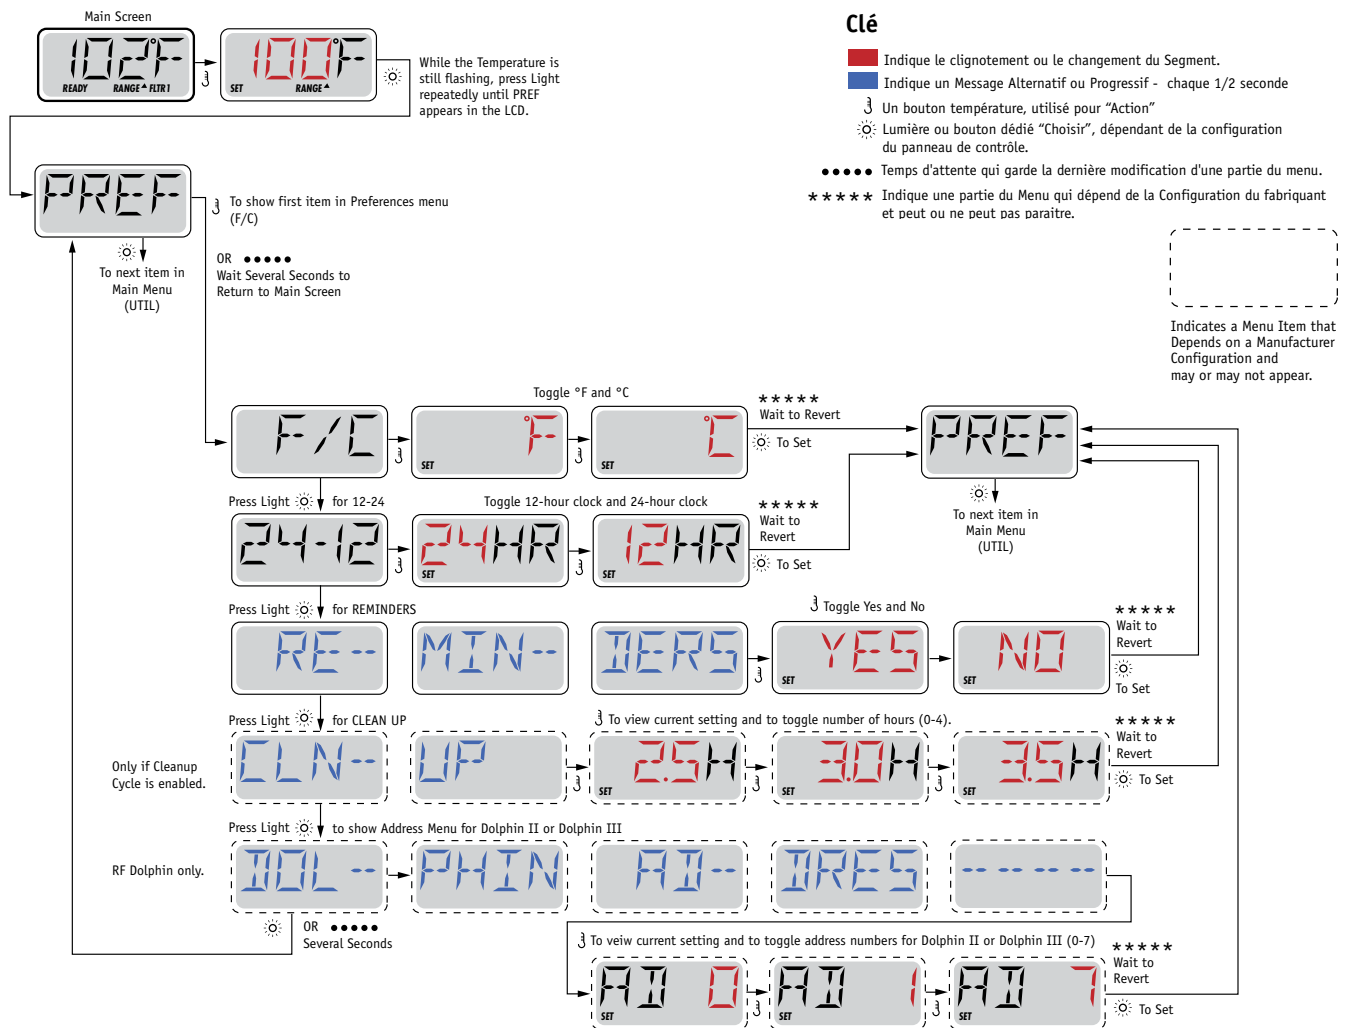 Main Screen
102°F
READY RANGE FLTR1
100°F
SET RANGE
While the Temperature is
still flashing, press Light
repeatedly until PREF
appears in the LCD.
Clé
Indique le clignotement ou le changement du Segment.
Indique un Message Alternatif ou Progressif - chaque 1/2 seconde
Un bouton température, utilisé pour “Action”
Lumière ou bouton dédié “Choisir”, dépendant de la configuration
du panneau de contrôle.
••••• Temps d'attente qui garde la dernière modification d'une partie du menu.
***** Indique une partie du Menu qui dépend de la Configuration du fabriquant
et peut ou ne peut pas paraitre.
Indicates a Menu Item that
Depends on a Manufacturer
Configuration and
may or may not appear.
PREF
To show first item in Preferences menu
(F/C)
To next item in
Main Menu
(UTIL)
OR •••••
Wait Several Seconds to
Return to Main Screen
Toggle °F and °C
F/C
°F
SET
°C
SET
*****
Wait to Revert
To Set
PREF
To next item in
Main Menu
(UTIL)
Press Light for 12-24
Toggle 12-hour clock and 24-hour clock
24-12
24HR
SET
12HR
SET
*****
Wait to
Revert
To Set
Press Light for REMINDERS
Toggle Yes and No
RE--
MIN--
DERS
YES
SET
NO
SET
*****
Wait to
Revert
To Set
Press Light for CLEAN UP
To view current setting and to toggle number of hours (0-4).
Only if Cleanup
Cycle is enabled.
CLN--
UP
2.5H
SET
3.0H
SET
3.5H
SET
*****
Wait to
Revert
To Set
Press Light to show Address Menu for Dolphin II or Dolphin III
RF Dolphin only.
DOL--
PHIN
AD--
DRES
-- -- -- --
OR •••••
Several Seconds
To veiw current setting and to toggle address numbers for Dolphin II or Dolphin III (0-7)
AD 0
SET
AD 1
SET
AD 7
SET
*****
Wait to
Revert
To Set